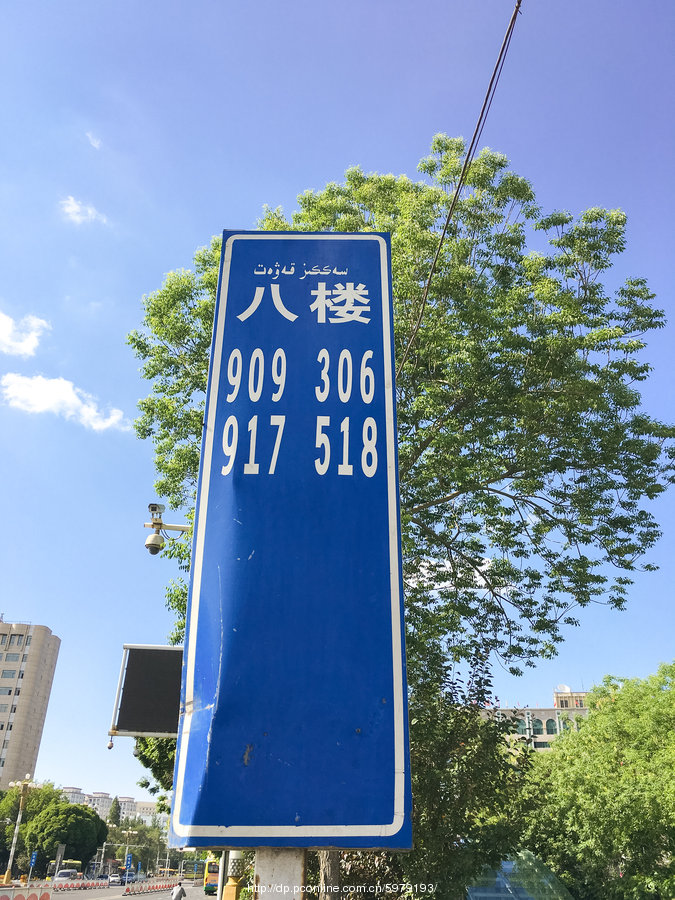 سەككىز قەۋەت
八楼
909 306
917 518
http://dp.pconline.com.cn/5979193/